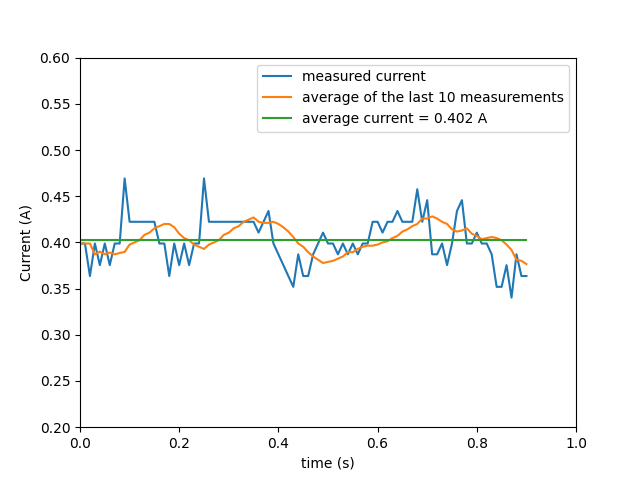 measured current
average of the last 10 measurements
average current = 0.402 A
0.60
0.55
0.50
0.45
0.40
0.35
0.30
0.25
0.20
Current (A)
0.0 0.2 0.4 0.6 0.8 1.0
time (s)